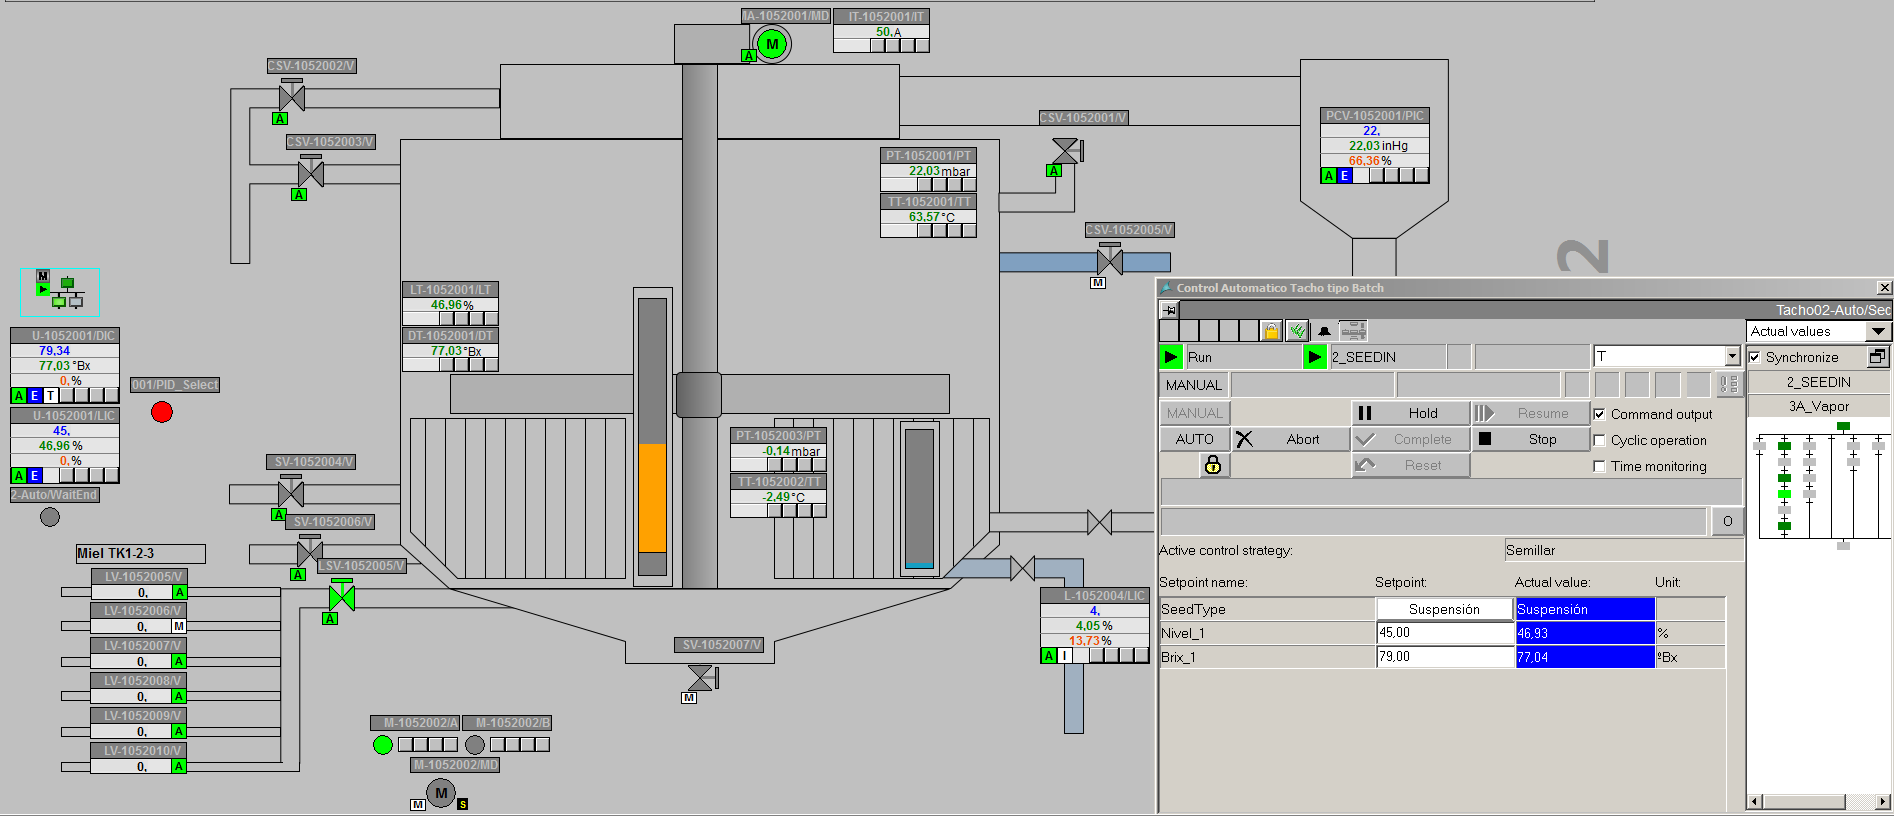 MA-1052001/MD
M
A
IT-1052001/IT
50, A
CSV-1052002/V
A
CSV-1052003/V
A
CSV-1052001/V
A
PCV-1052001/PIC
22,
22,03 inHg
66,36 %
A E
PT-1052001/PT
22,03 mbar
TT-1052001/TT
63,57 °C
CSV-1052005/V
M
2
LT-1052001/LT
46,96 %
DT-1052001/DT
77,03 °Bx
M
U-1052001/DIC
79,34
77,03 °Bx
0, %
A E T
001/PID_Select
U-1052001/LIC
45,
46,96 %
0, %
A E
2-Auto/WaitEnd
PT-1052003/PT
-0,14 mbar
TT-1052002/TT
-2,49 °C
SV-1052004/V
A
SV-1052006/V
A
LSV-1052005/V
A
Miel TK1-2-3
LV-1052005/V
0, A
LV-1052006/V
0, M
LV-1052007/V
0, A
LV-1052008/V
0, A
LV-1052009/V
0, A
LV-1052010/V
0, A
SV-1052007/V
M
L-1052004/LIC
4,
4,05 %
13,73 %
A I
M-1052002/A
M-1052002/B
M-1052002/MD
M
M
S
Control Automatico Tacho tipo Batch
Tacho02-Auto/Sec
Actual values
Run
2_SEEDIN
T
Synchronize
MANUAL
2_SEEDIN
MANUAL
Hold
Resume
Command output
3A_Vapor
AUTO
Abort
Complete
Stop
Cyclic operation
Reset
Time monitoring
O
Active control strategy:
Semillar
Setpoint name:
Setpoint:
Actual value:
Unit:
SeedType
Suspensión
Suspensión
Nivel_1
45,00
46,93
%
Brix_1
79,00
77,04
ºBx